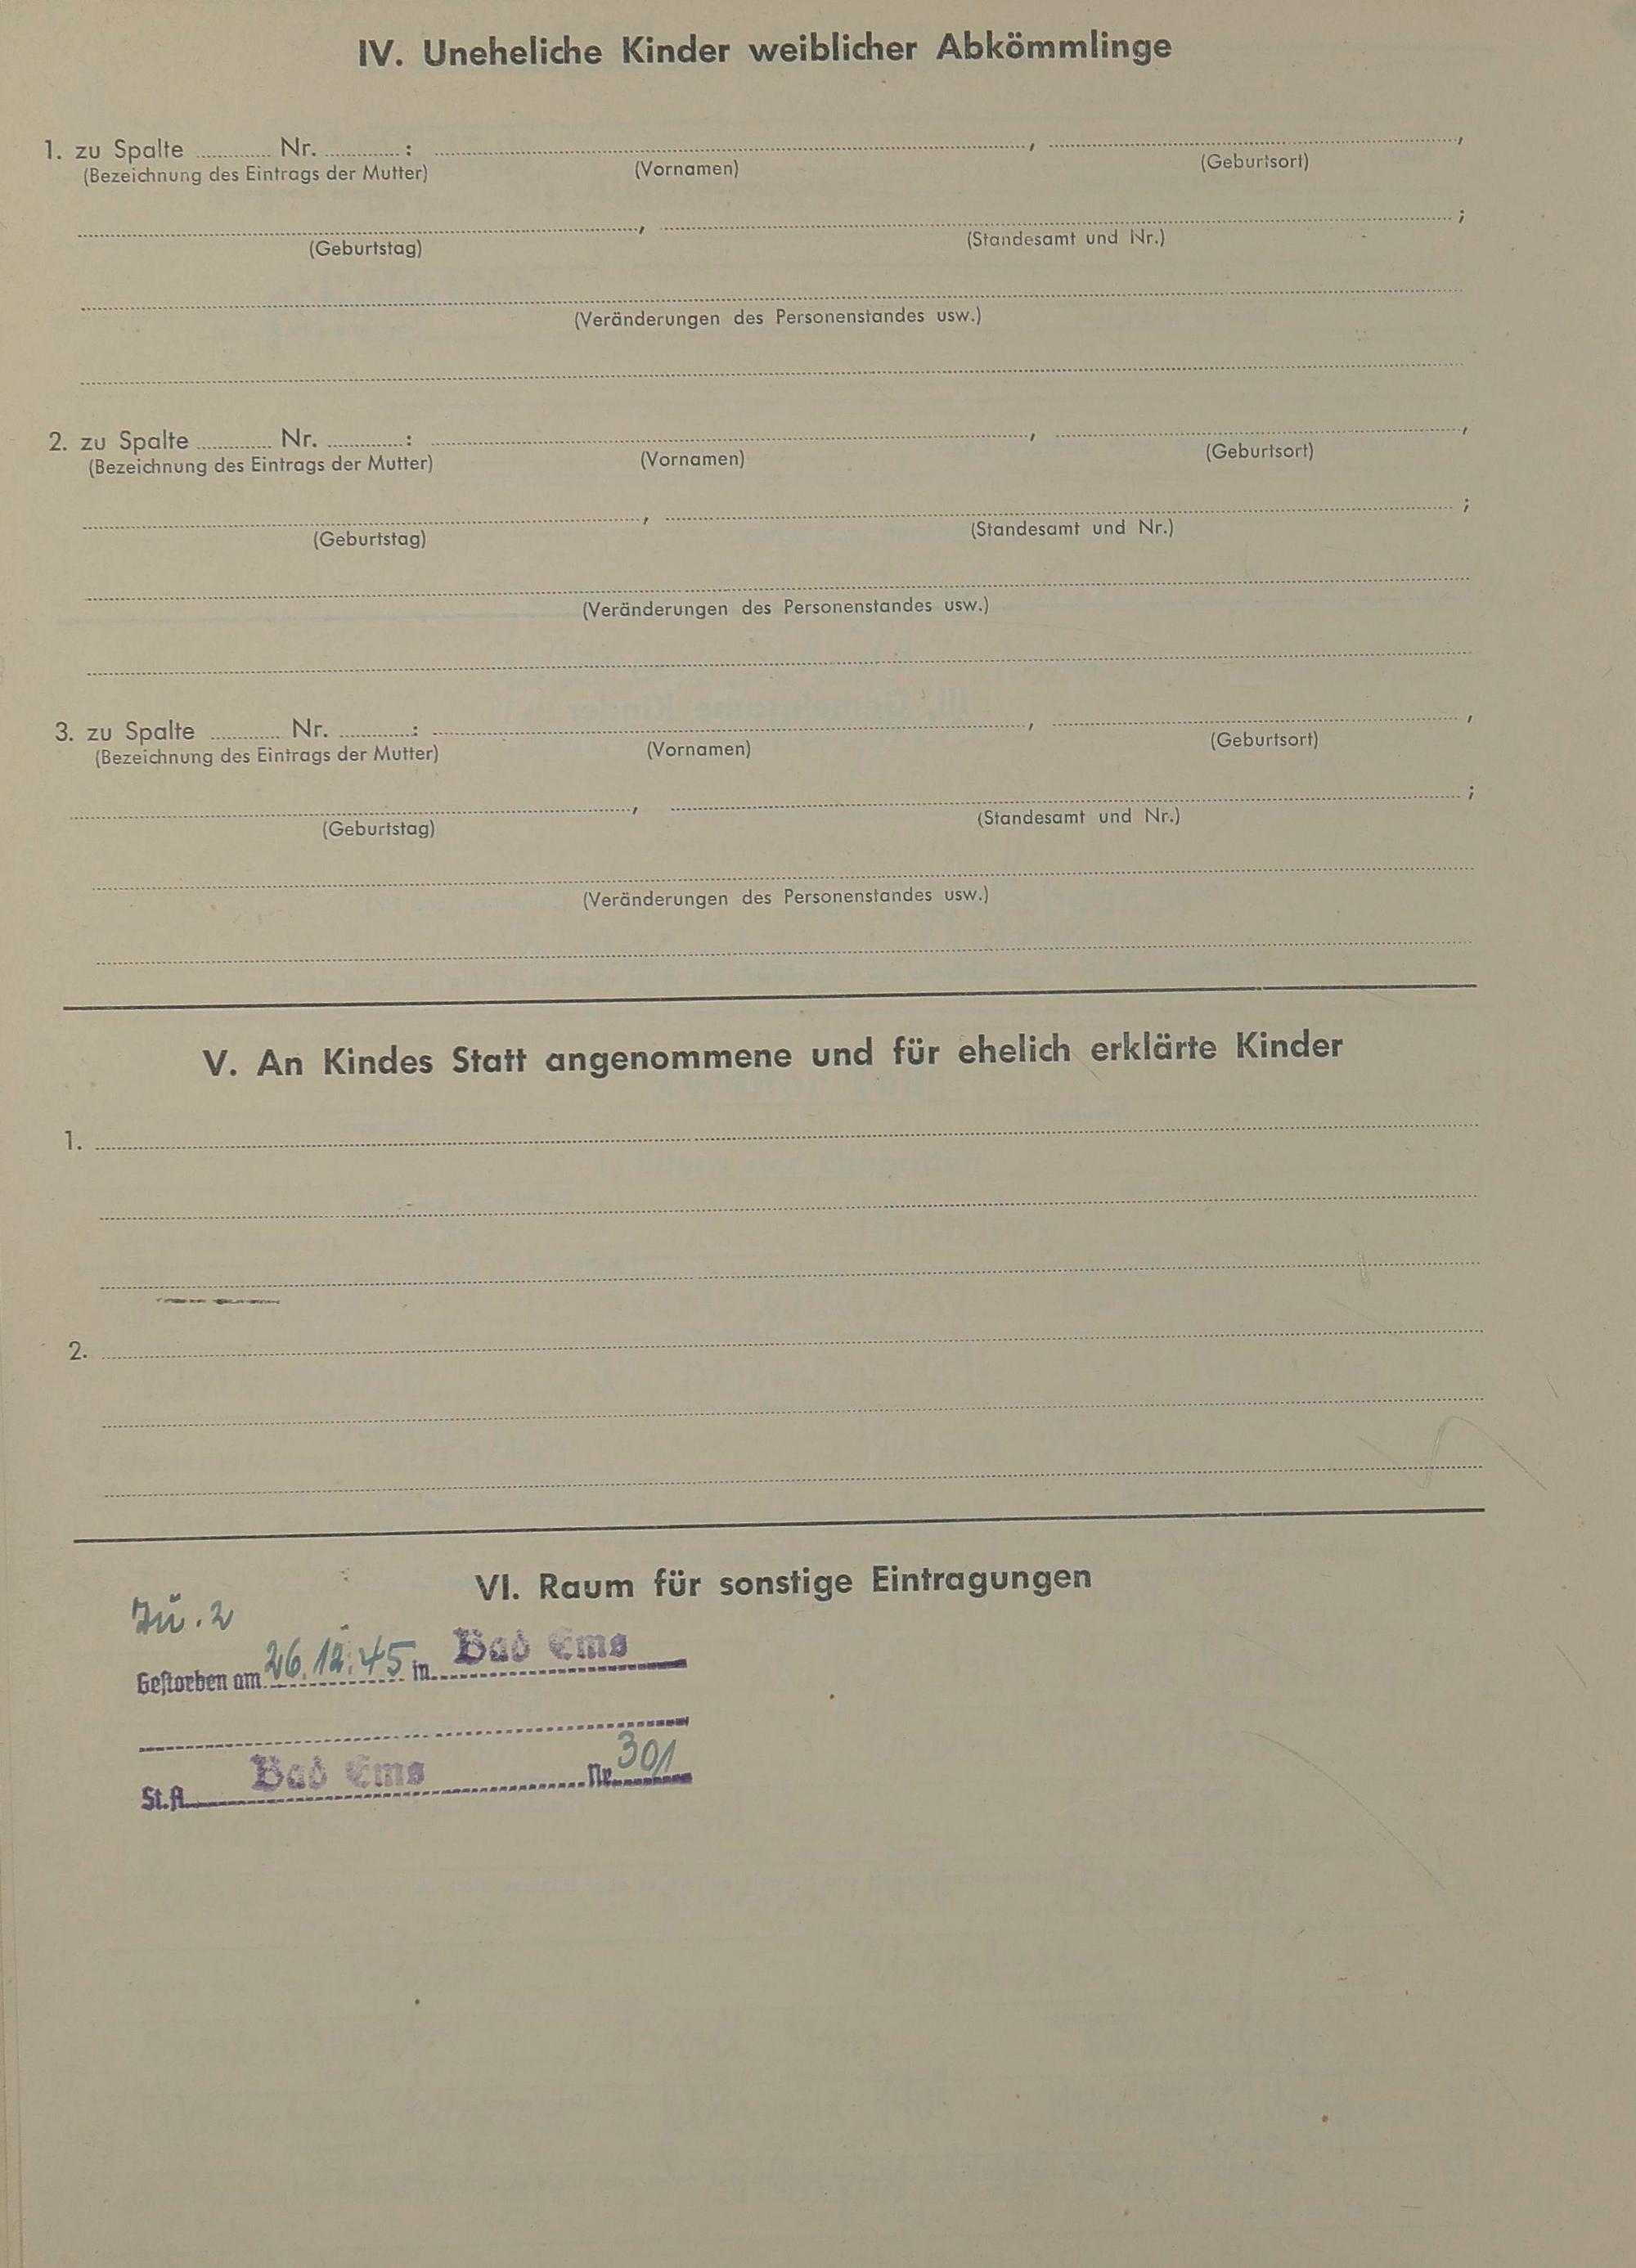 IV. Uneheliche Kinder weiblicher Abkömmlinge
1. zu Spalte ............ Nr. ............ : ............ , ............ ,
(Bezeichnung des Eintrags der Mutter) (Vornamen) (Geburtsort)
............ , ............ ;
(Geburtstag) (Standesamt und Nr.)
(Veränderungen des Personenstandes usw.)
2. zu Spalte ............ Nr. ............ : ............ , ............ ,
(Bezeichnung des Eintrags der Mutter) (Vornamen) (Geburtsort)
............ , ............ ;
(Geburtstag) (Standesamt und Nr.)
(Veränderungen des Personenstandes usw.)
3. zu Spalte ............ Nr. ............ : ............ , ............ ,
(Bezeichnung des Eintrags der Mutter) (Vornamen) (Geburtsort)
............ , ............ ;
(Geburtstag) (Standesamt und Nr.)
(Veränderungen des Personenstandes usw.)
V. An Kindes Statt angenommene und für ehelich erklärte Kinder
1.
2.
VI. Raum für sonstige Eintragungen
Zu. 2
Gestorben am 26.12.45 in Bad Ems
St.A. Bad Ems Nr. 301